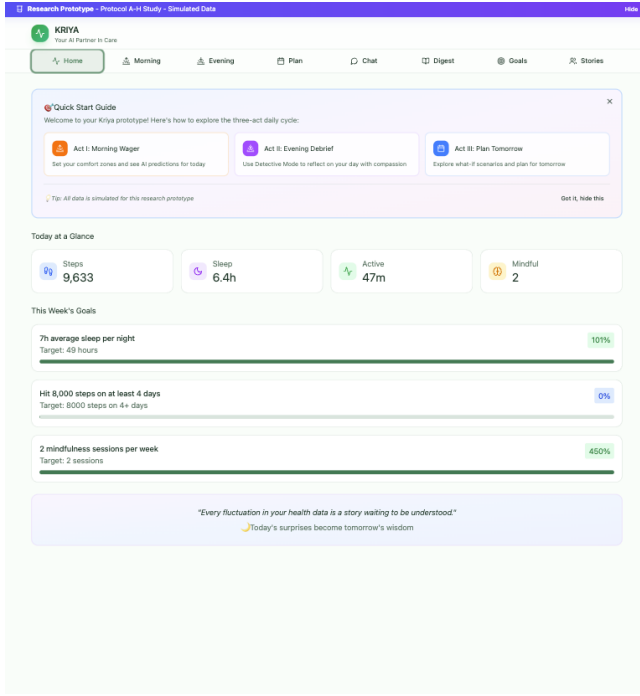 Research Prototype - Protocol A-H Study - Simulated Data
Hide
KRIYA
Your AI Partner In Care
Home
Morning
Evening
Plan
Chat
Digest
Goals
Stories
Quick Start Guide
Welcome to your Kriya prototype! Here's how to explore the three-act daily cycle:
Act I: Morning Wager
Set your comfort zones and see AI predictions for today
Act II: Evening Debrief
Use Detective Mode to reflect on your day with compassion
Act III: Plan Tomorrow
Explore what-if scenarios and plan for tomorrow
Tip: All data is simulated for this research prototype
Got it, hide this
Today at a Glance
Steps
9,633
Sleep
6.4h
Active
47m
Mindful
2
This Week's Goals
7h average sleep per night
101%
Target: 49 hours
Hit 8,000 steps on at least 4 days
0%
Target: 8000 steps on 4+ days
2 mindfulness sessions per week
450%
Target: 2 sessions
"Every fluctuation in your health data is a story waiting to be understood."
Today's surprises become tomorrow's wisdom